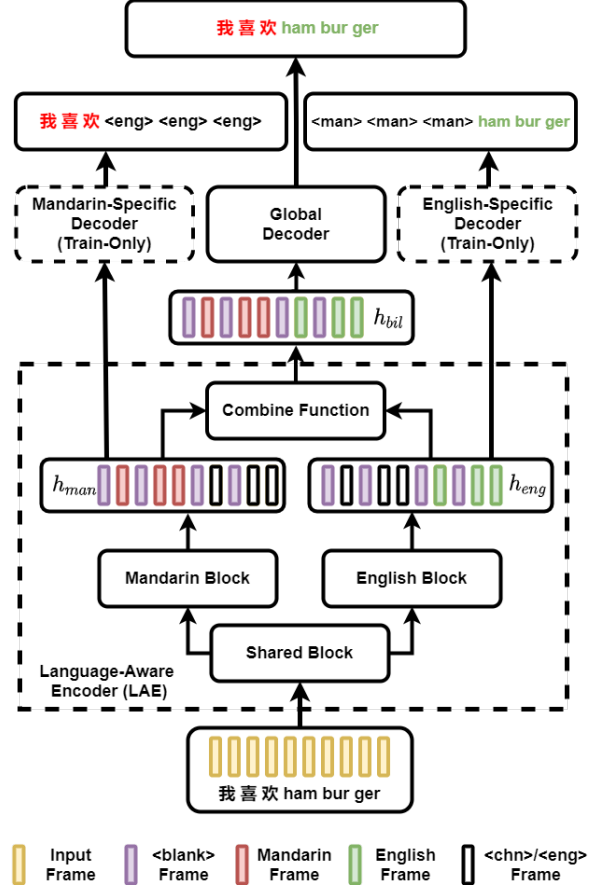 我 喜 欢 ham bur ger
我 喜 欢 <eng> <eng> <eng>
<man> <man> <man> ham bur ger
Mandarin-Specific
Decoder
(Train-Only)
Global
Decoder
English-Specific
Decoder
(Train-Only)
h_bil
Combine Function
h_man
h_eng
Mandarin Block
English Block
Shared Block
Language-Aware
Encoder (LAE)
我 喜 欢 ham bur ger
Input
Frame
<blank>
Frame
Mandarin
Frame
English
Frame
<chn>/<eng>
Frame